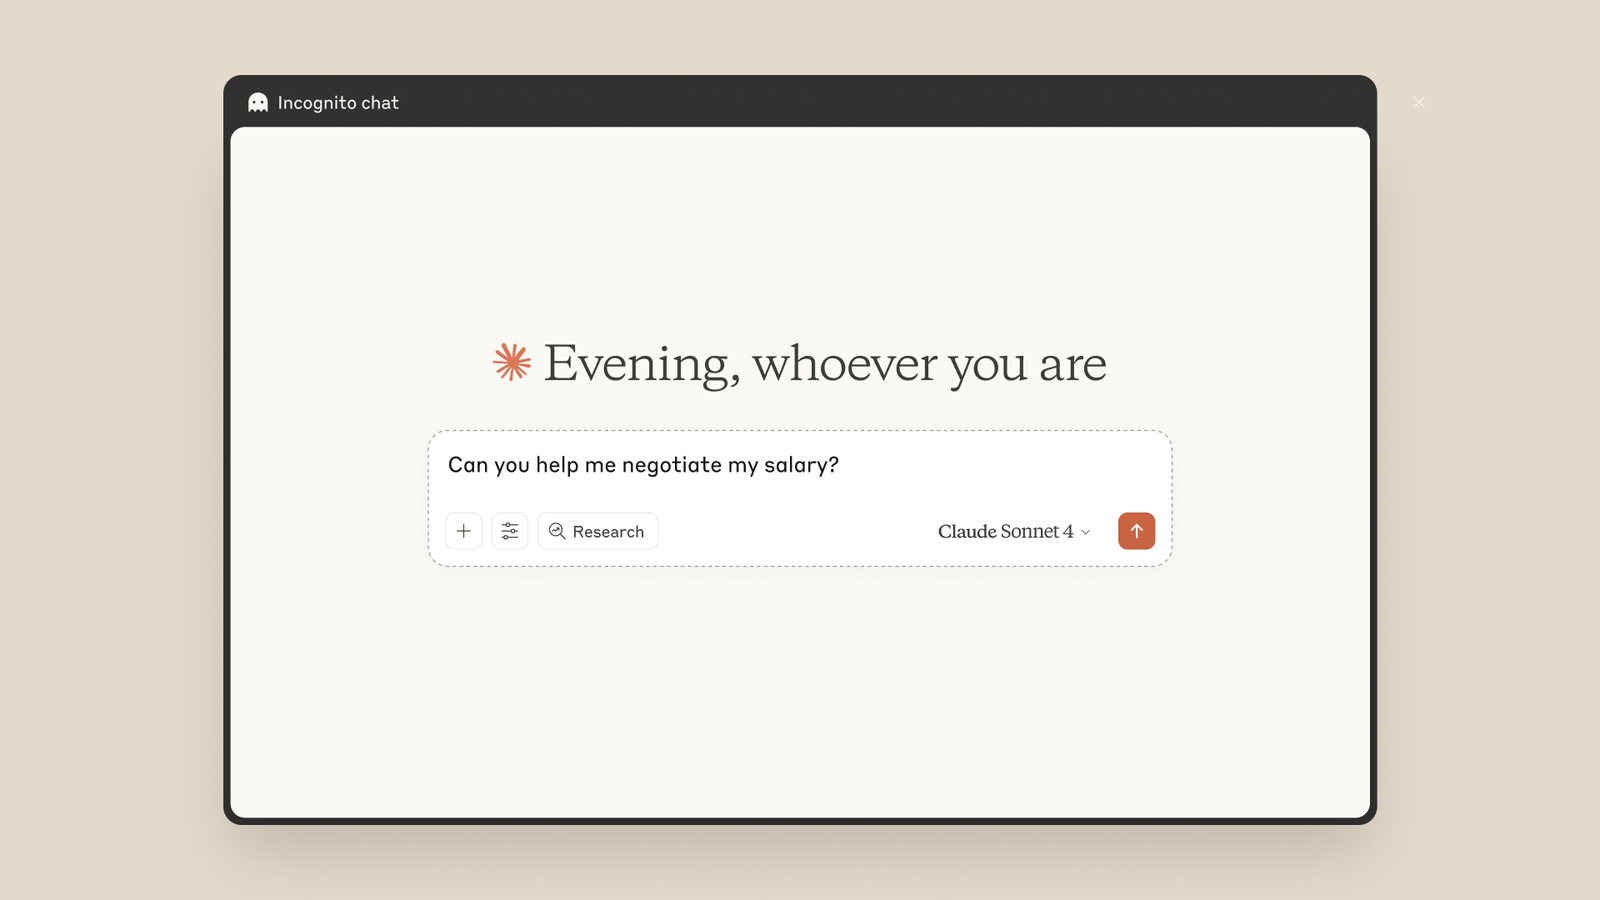 Incognito chat
Evening, whoever you are
Can you help me negotiate my salary?
Research
Claude Sonnet 4